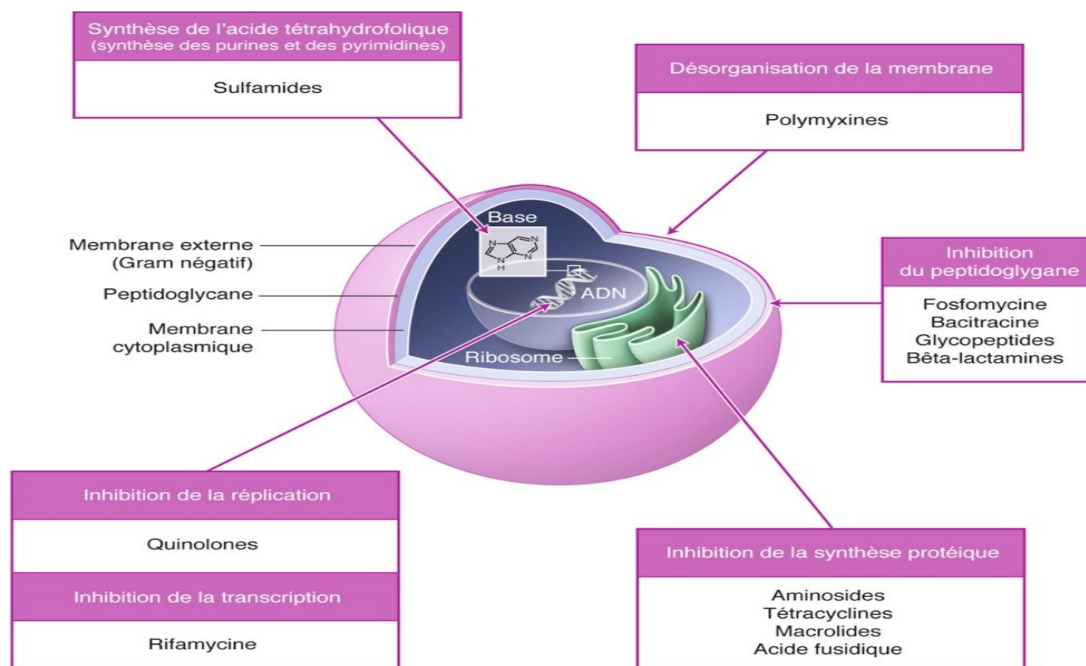 Synthèse de l'acide tétrahydrofolique
(synthèse des purines et des pyrimidines)
Sulfamides
Désorganisation de la membrane
Polymyxines
Base
N
N
N
N
H
ADN
Ribosome
Membrane externe
(Gram négatif)
Peptidoglycane
Membrane
cytoplasmique
Inhibition
du peptidoglygane
Fosfomycine
Bacitracine
Glycopeptides
Bêta-lactamines
Inhibition de la réplication
Quinolones
Inhibition de la transcription
Rifamycine
Inhibition de la synthèse protéique
Aminosides
Tétracyclines
Macrolides
Acide fusidique